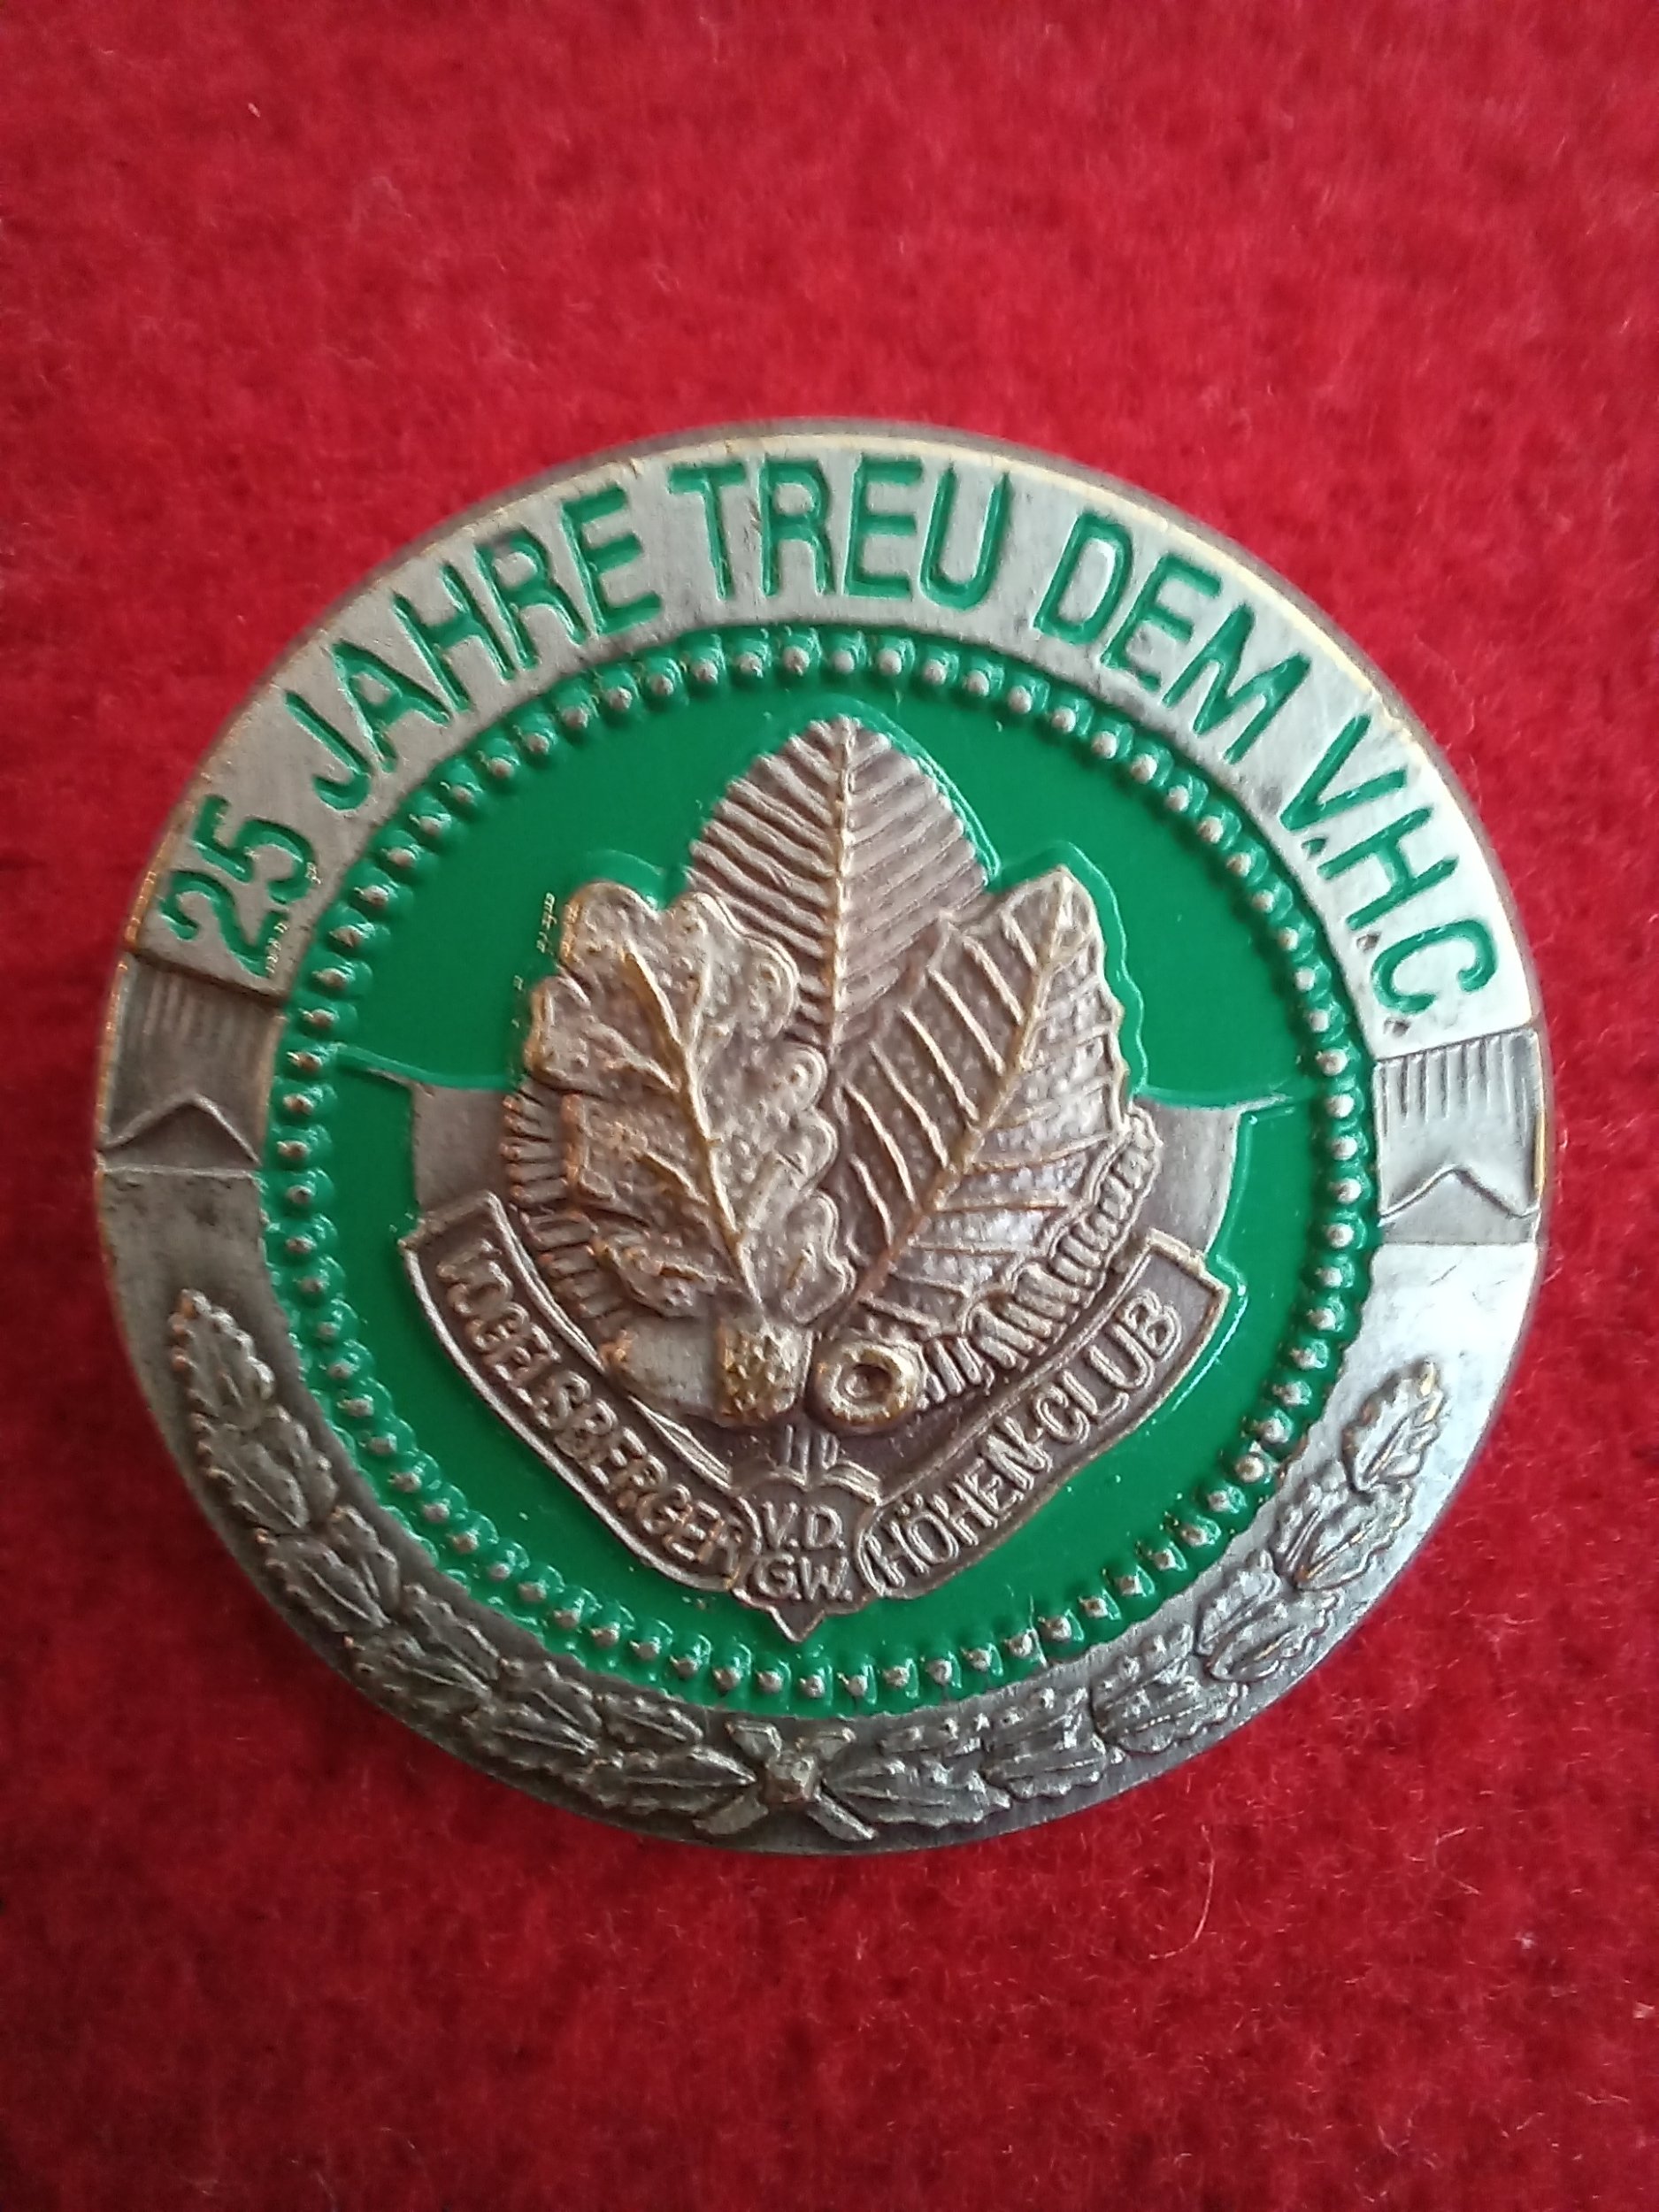 25 JAHRE TREU DEM V.H.C.
VOGELSBERGER
V.D.
G.W.
HÖHEN-CLUB